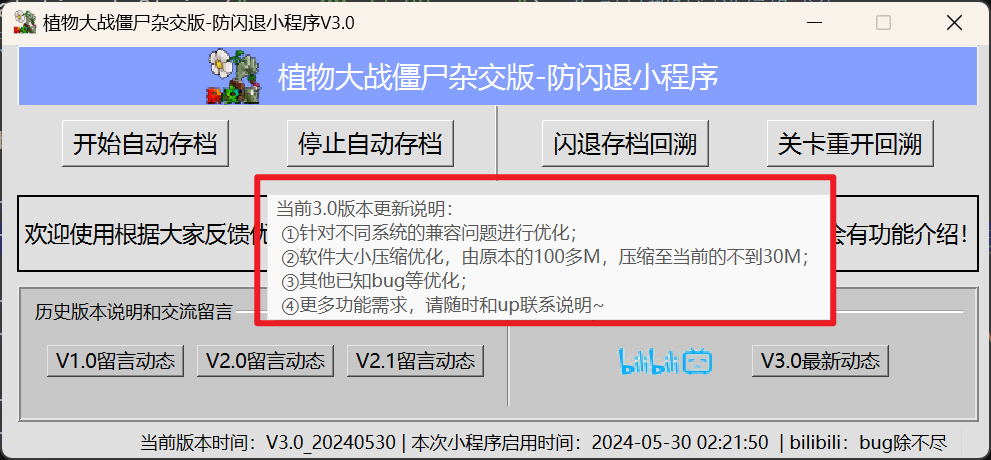 植物大战僵尸杂交版-防闪退小程序V3.0
植物大战僵尸杂交版-防闪退小程序
开始自动存档
停止自动存档
闪退存档回溯
关卡重开回溯
欢迎使用根据大家反馈优
会有功能介绍！
当前3.0版本更新说明：
①针对不同系统的兼容问题进行优化；
②软件大小压缩优化，由原本的100多M，压缩至当前的不到30M；
③其他已知bug等优化；
④更多功能需求，请随时和up联系说明~
历史版本说明和交流留言
V1.0留言动态
V2.0留言动态
V2.1留言动态
bilibili
V3.0最新动态
当前版本时间：V3.0_20240530 | 本次小程序启用时间：2024-05-30 02:21:50 | bilibili：bug除不尽